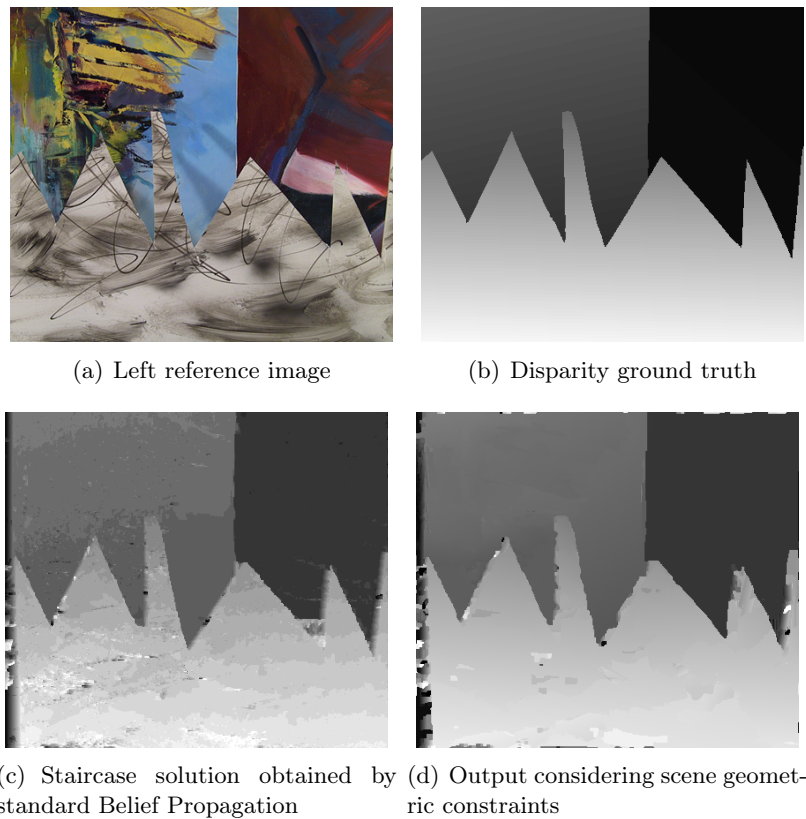 (a) Left reference image
(b) Disparity ground truth
(c) Staircase solution obtained by
standard Belief Propagation
(d) Output considering scene geomet-
ric constraints